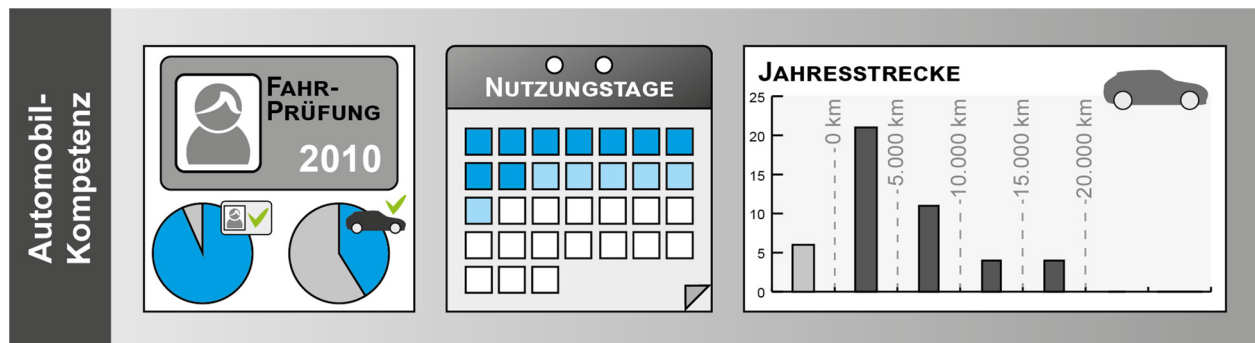 Automobil-
Kompetenz
FAHR-
PRÜFUNG
2010
NUTZUNGSTAGE
JAHRESSTRECKE
25
20
15
10
5
0
0 km
5.000 km
10.000 km
15.000 km
20.000 km